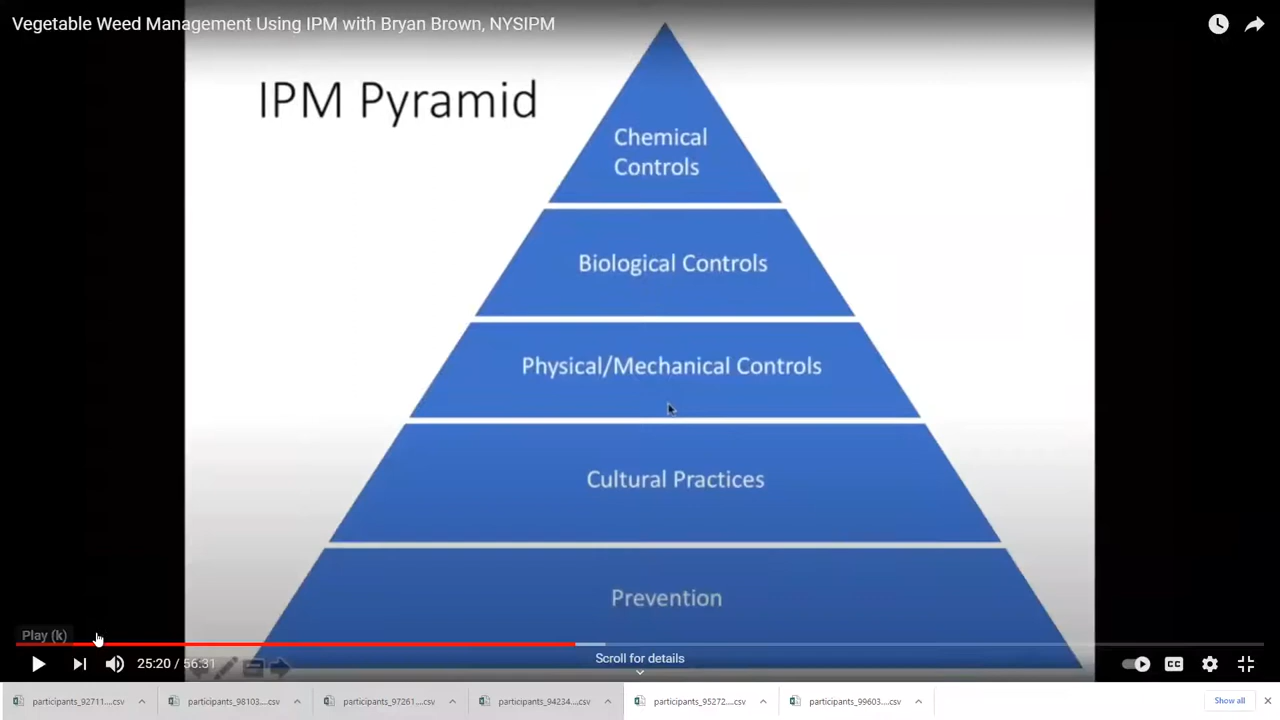 Vegetable Weed Management Using IPM with Bryan Brown, NYSIPM
IPM Pyramid
Chemical
Controls
Biological Controls
Physical/Mechanical Controls
Cultural Practices
Prevention
Play (k)
25:20 / 56:31
Scroll for details
CC
participants_92711....csv
participants_98103....csv
participants_97261....csv
participants_94234....csv
participants_95272....csv
participants_99603....csv
Show all